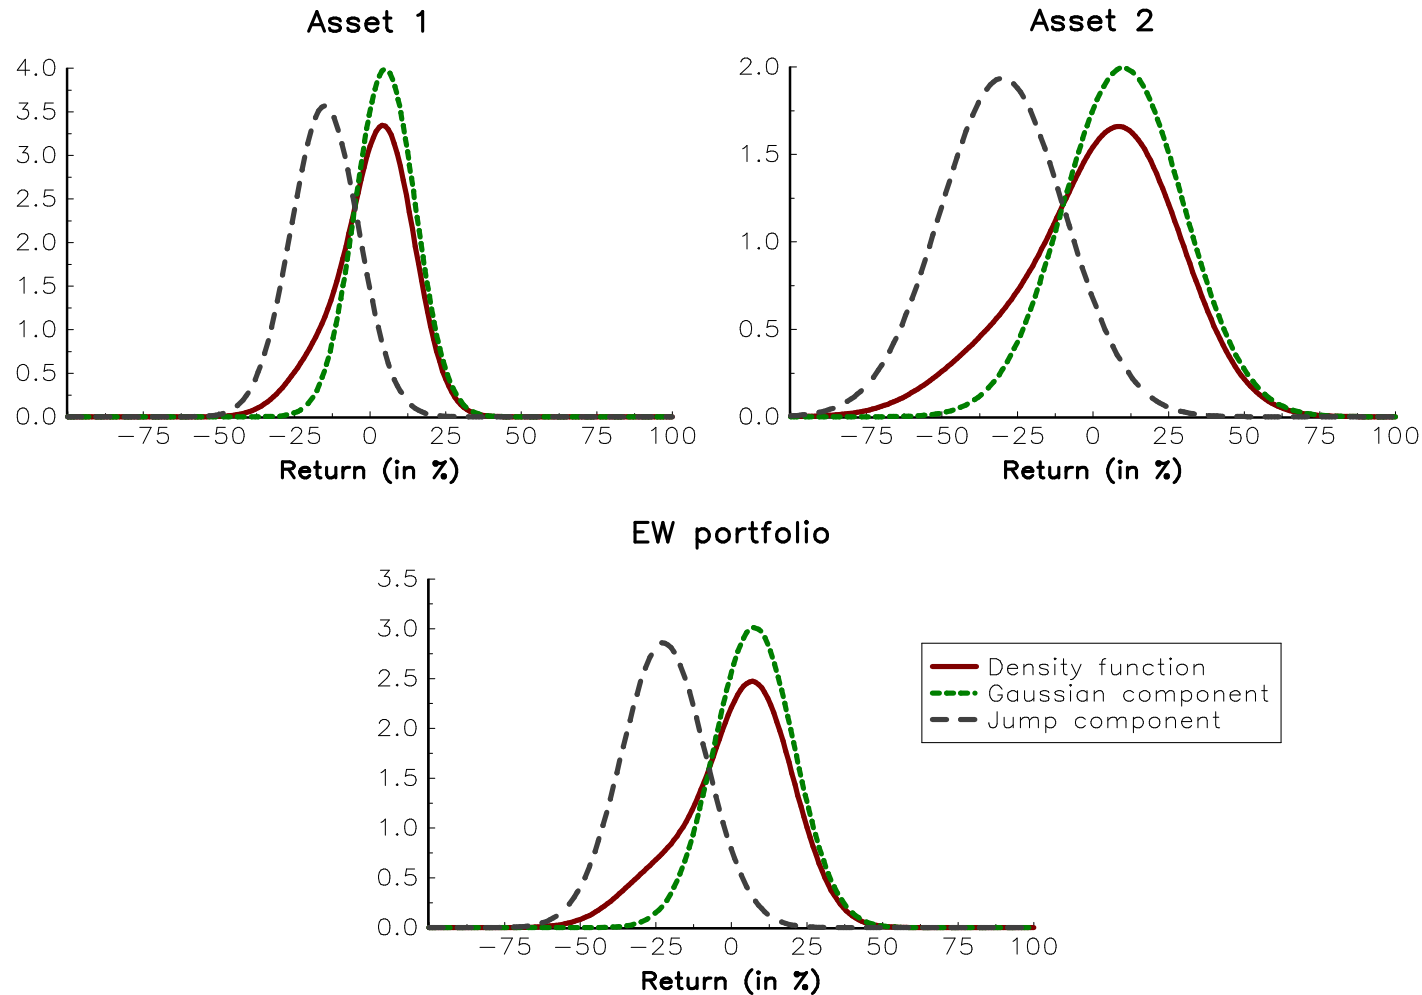 Asset 1
4.0
3.5
3.0
2.5
2.0
1.5
1.0
0.5
0.0
−75 −50 −25 0 25 50 75 100
Return (in %)
Asset 2
2.0
1.5
1.0
0.5
0.0
−75 −50 −25 0 25 50 75 100
Return (in %)
EW portfolio
3.5
3.0
2.5
2.0
1.5
1.0
0.5
0.0
−75 −50 −25 0 25 50 75 100
Return (in %)
Density function
Gaussian component
Jump component